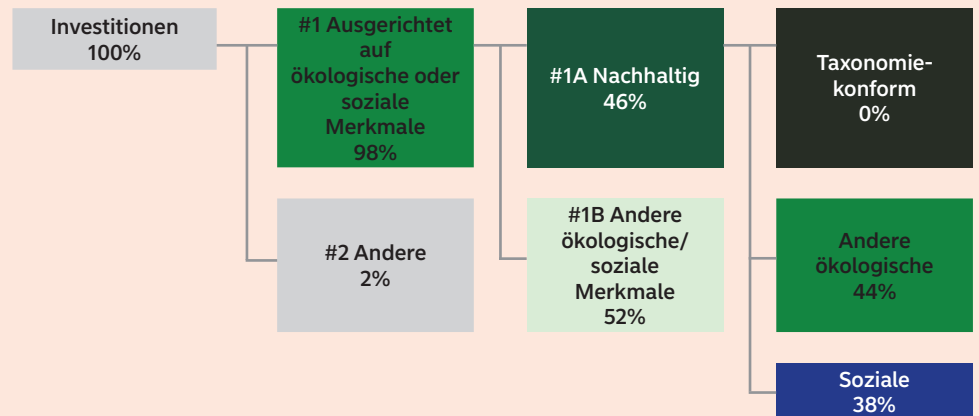 Investitionen
100%
#1 Ausgerichtet
auf
ökologische oder
soziale
Merkmale
98%
#1A Nachhaltig
46%
Taxonomie-
konform
0%
#2 Andere
2%
#1B Andere
ökologische/
soziale
Merkmale
52%
Andere
ökologische
44%
Soziale
38%